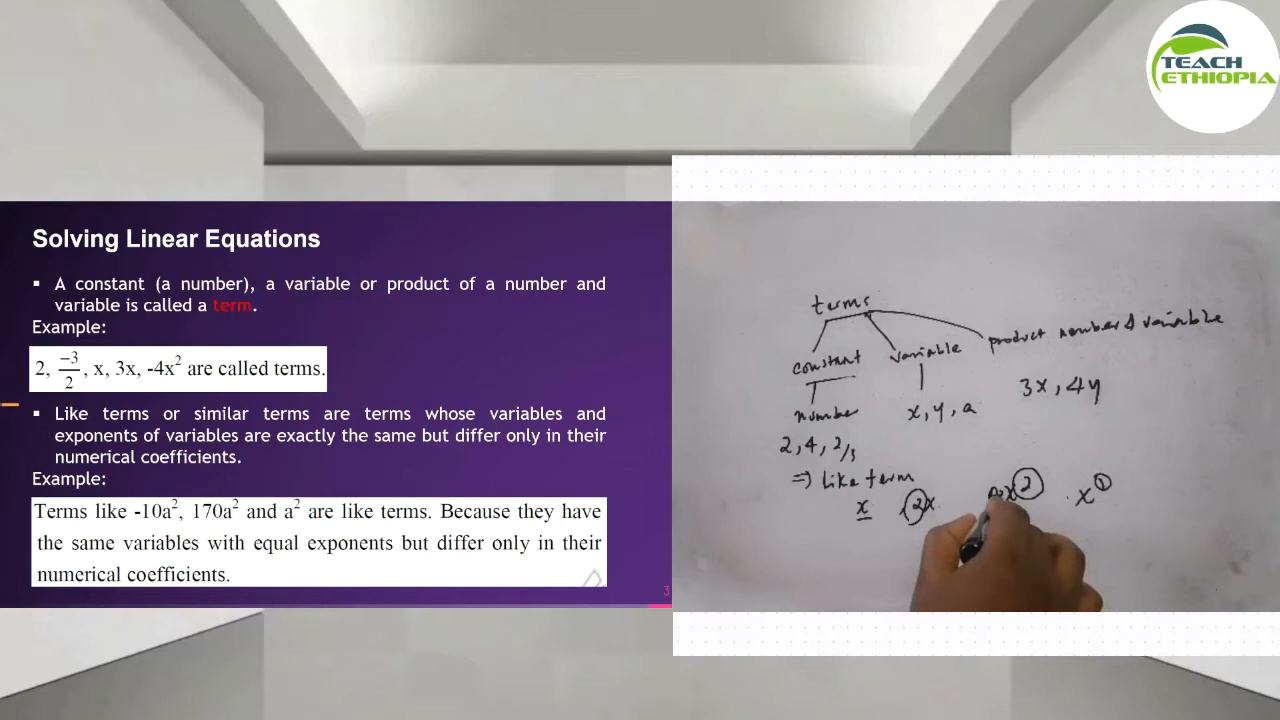 TEACH
ETHIOPIA
Solving Linear Equations
▪ A constant (a number), a variable or product of a number and
variable is called a term.
Example:
2, −3/2, x, 3x, -4x² are called terms.
▪ Like terms or similar terms are terms whose variables and
exponents of variables are exactly the same but differ only in their
numerical coefficients.
Example:
Terms like -10a², 170a² and a² are like terms. Because they have
the same variables with equal exponents but differ only in their
numerical coefficients.
3
terms
constant variable product number & variable
number x, y, a 3x, 4y
2, 4, 2/3
⇒ Like term
x 2x x² x¹